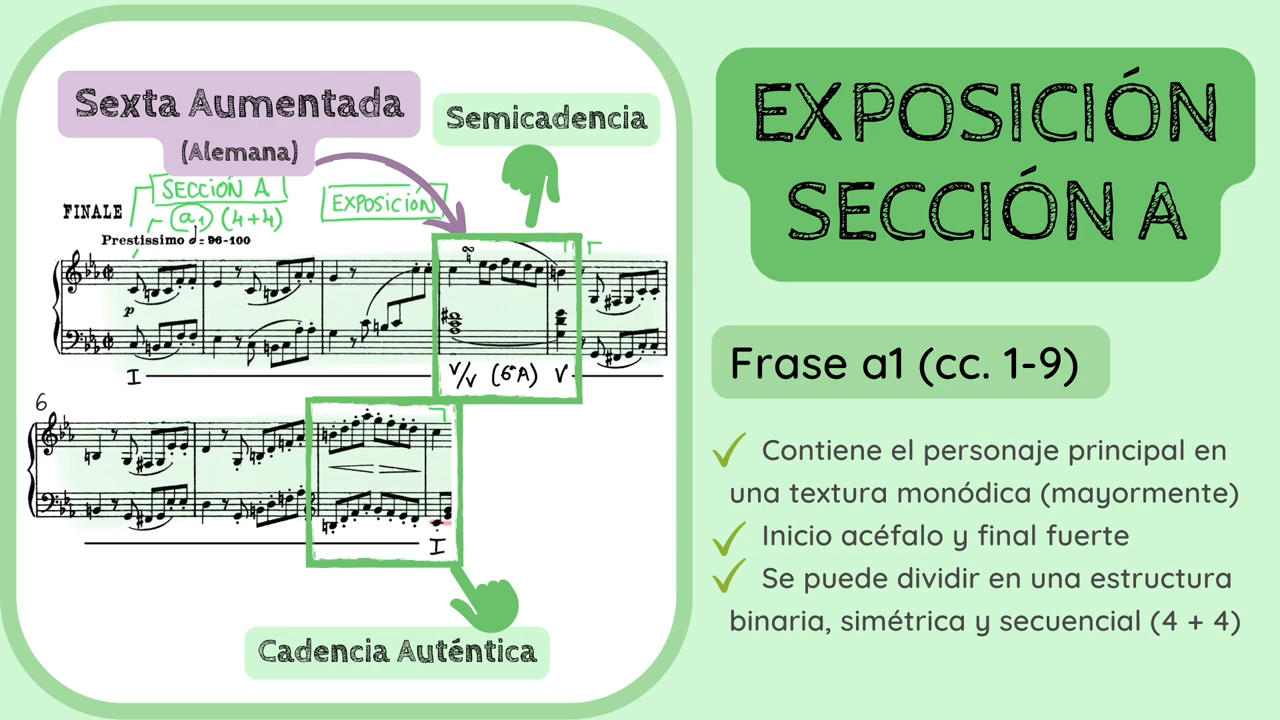 Sexta Aumentada
(Alemana)
Semicadencia
SECCIÓN A
a1 (4+4)
EXPOSICIÓN
FINALE
Prestissimo 𝅗𝅥 = 96-100
p
I
V/V (6ªA) V
6
I
Cadencia Auténtica
EXPOSICIÓN
SECCIÓN A
Frase a1 (cc. 1-9)
✓ Contiene el personaje principal en
una textura monódica (mayormente)
✓ Inicio acéfalo y final fuerte
✓ Se puede dividir en una estructura
binaria, simétrica y secuencial (4 + 4)